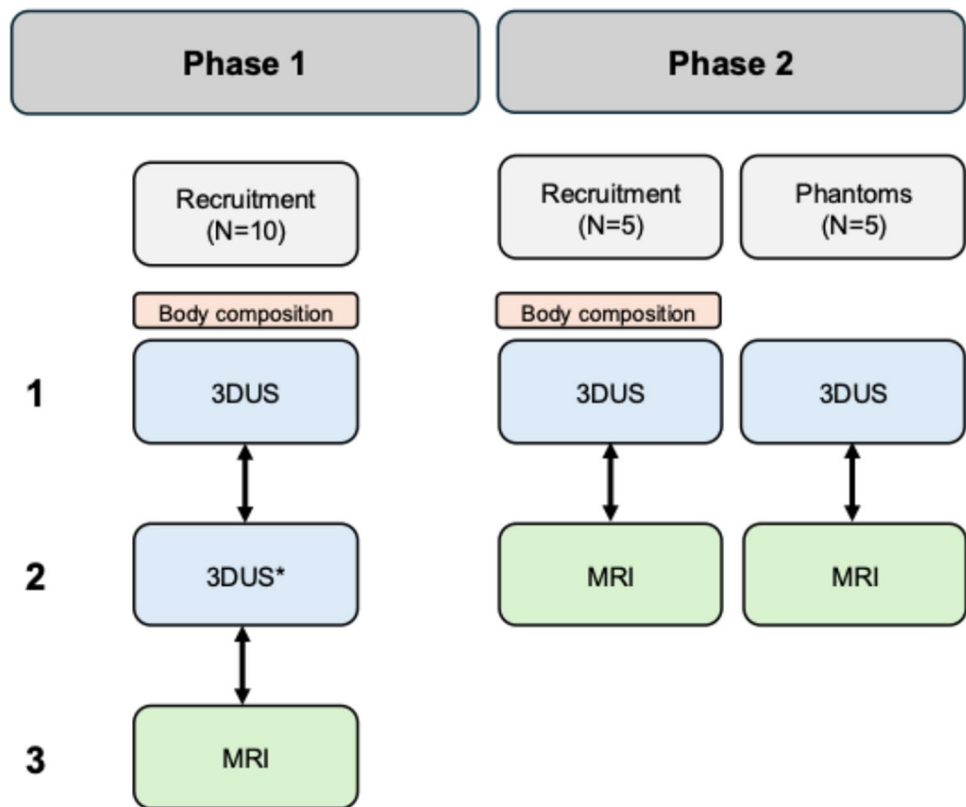 Phase 1
Phase 2
Recruitment
(N=10)
Recruitment
(N=5)
Phantoms
(N=5)
Body composition
Body composition
1
3DUS
3DUS
3DUS
2
3DUS*
MRI
MRI
3
MRI